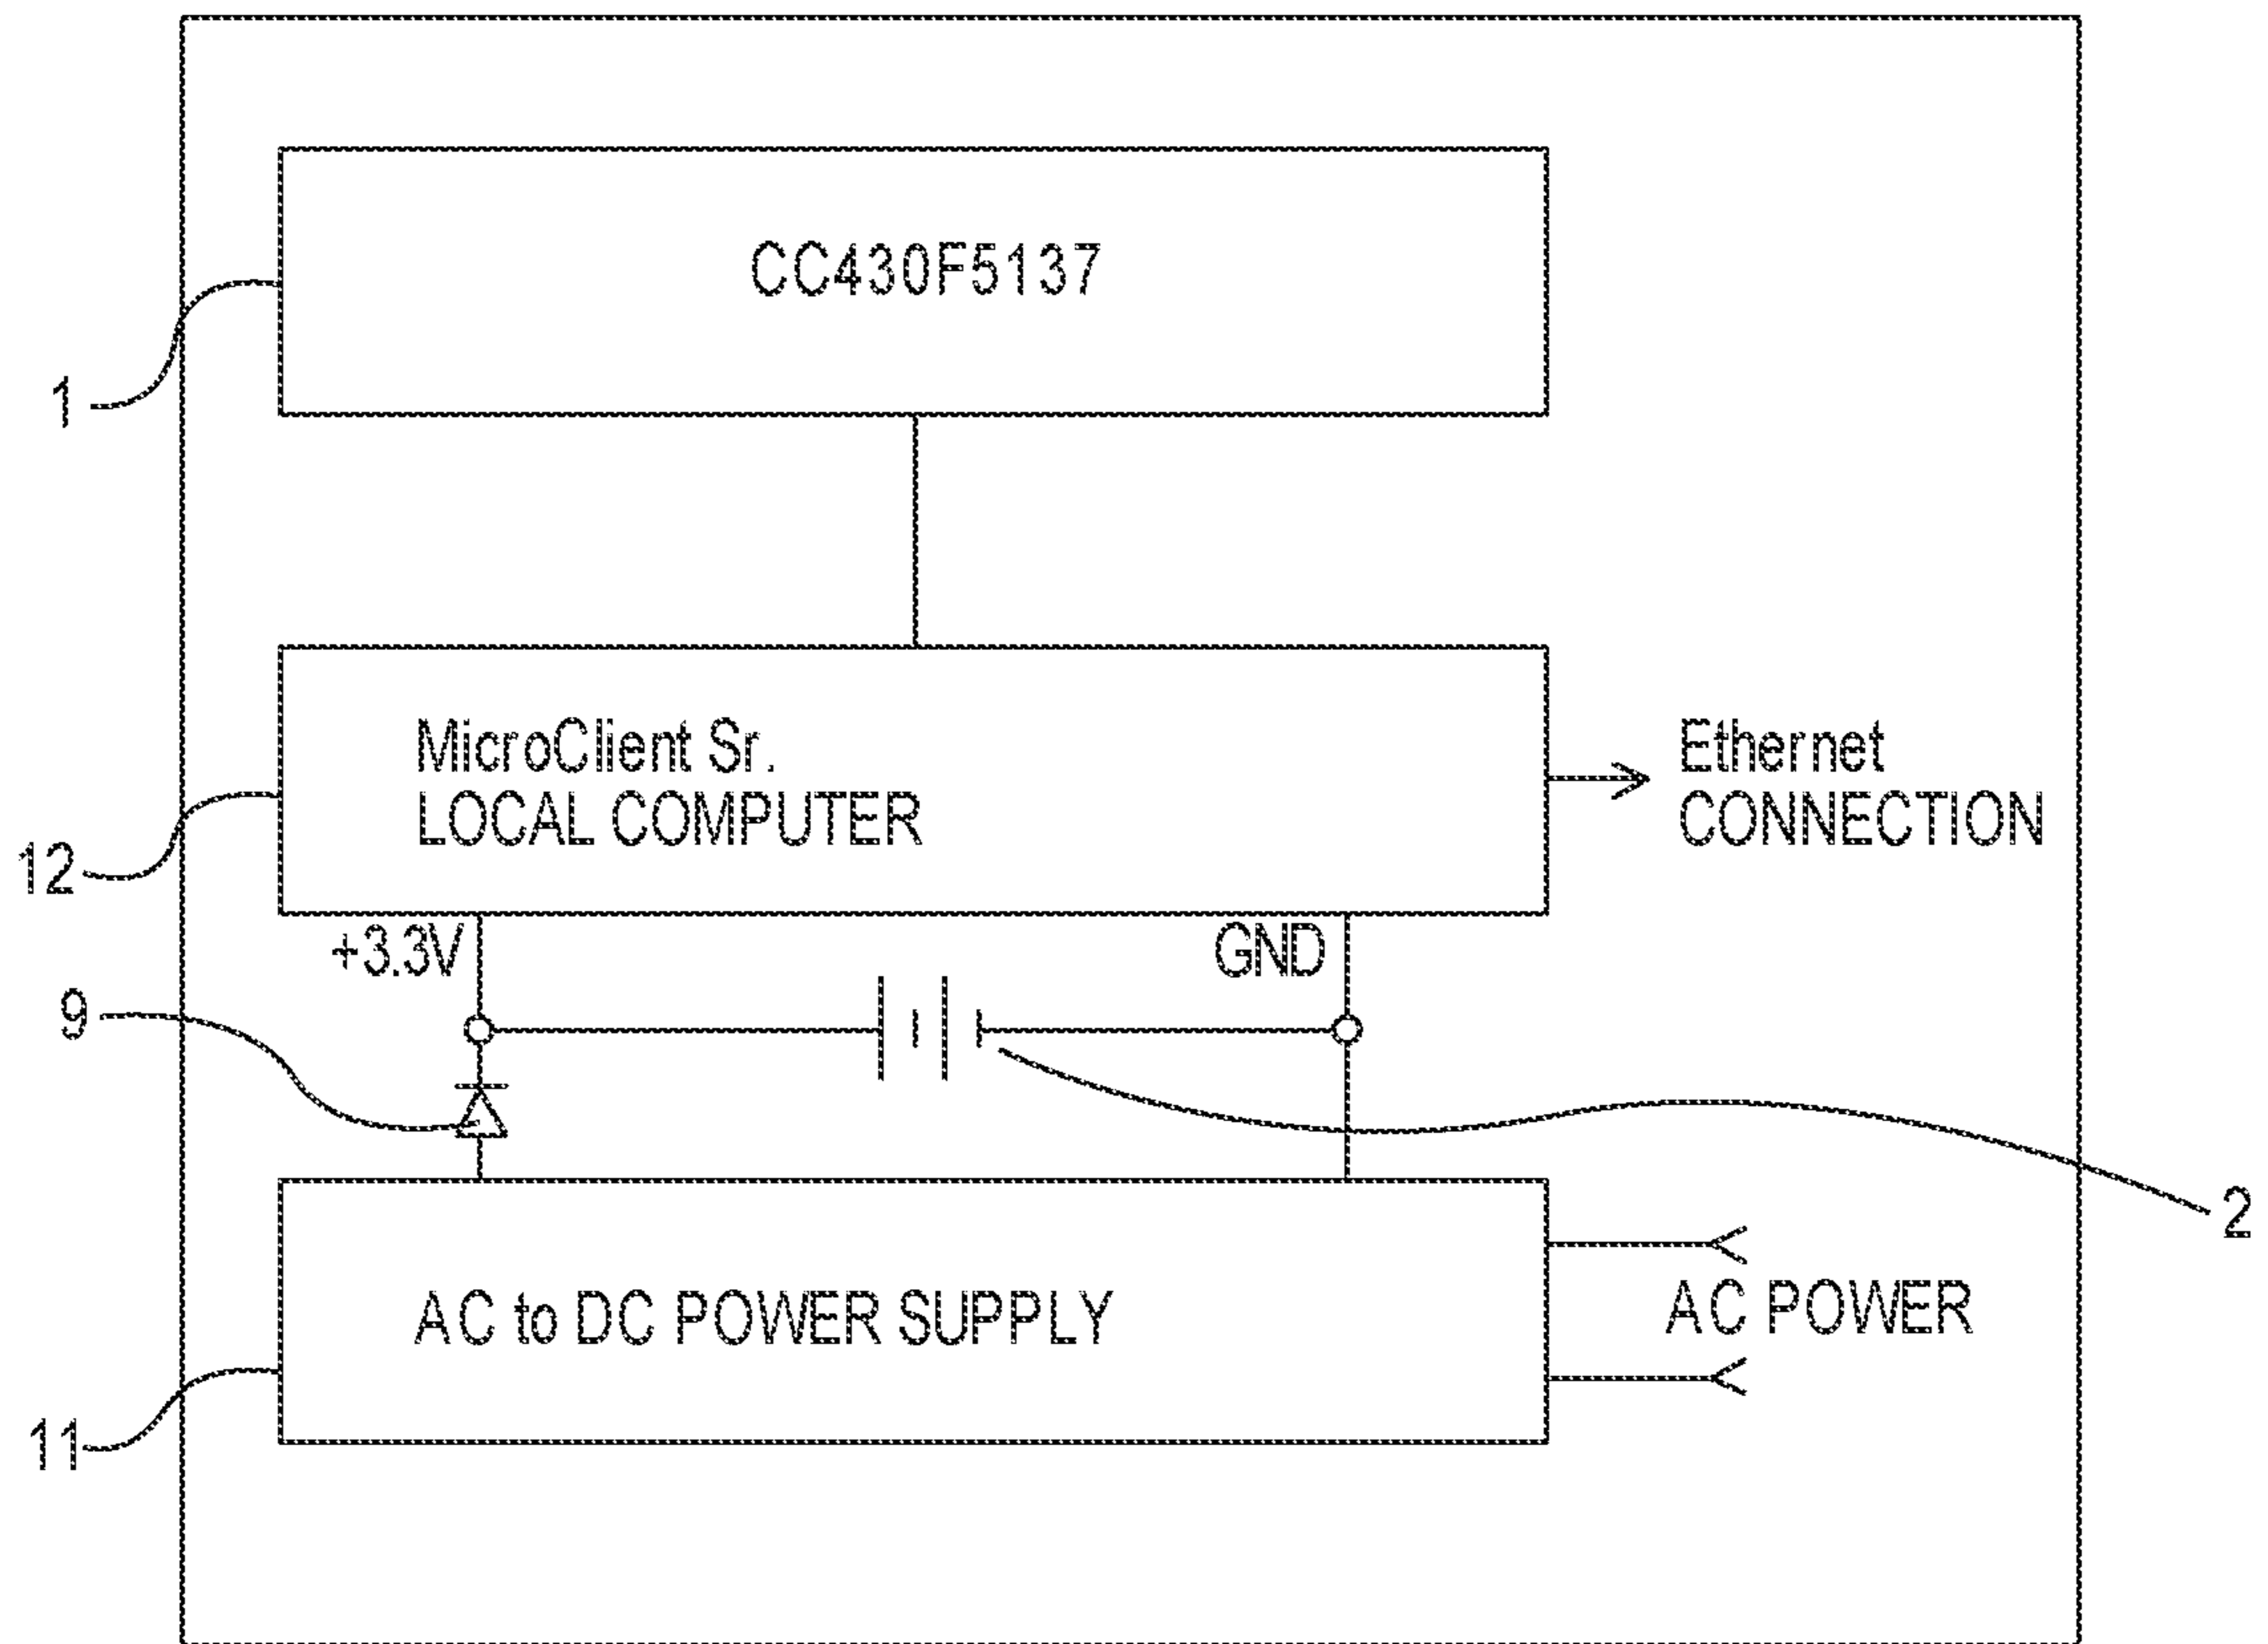 CC430F5137
1
MicroClient Sr.
LOCAL COMPUTER
Ethernet
CONNECTION
12
+3.3V
GND
9
2
AC to DC POWER SUPPLY
AC POWER
11